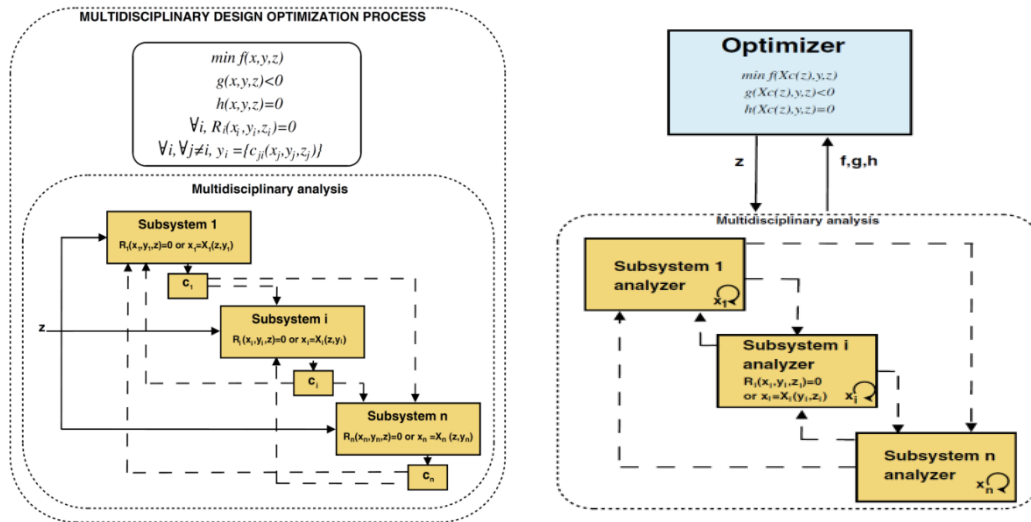 MULTIDISCIPLINARY DESIGN OPTIMIZATION PROCESS
min f(x,y,z)
g(x,y,z)<0
h(x,y,z)=0
∀i, Rᵢ(xᵢ,yᵢ,zᵢ)=0
∀i,∀j≠i, yᵢ ={cⱼᵢ(xⱼ,yⱼ,zⱼ)}
Multidisciplinary analysis
Subsystem 1
R₁(x₁,y₁,z)=0 or x₁=X₁(z,y₁)
c₁
z
Subsystem i
Rᵢ(xᵢ,yᵢ,z)=0 or xᵢ=Xᵢ(z,yᵢ)
cᵢ
Subsystem n
Rₙ(xₙ,yₙ,z)=0 or xₙ =Xₙ (z,yₙ)
cₙ
Optimizer
min f(Xc(z),y,z)
g(Xc(z),y,z)<0
h(Xc(z),y,z)=0
z
f,g,h
Multidisciplinary analysis
Subsystem 1
analyzer
x₁
Subsystem i
analyzer
Rᵢ(xᵢ,yᵢ,zᵢ)=0
or xᵢ=Xᵢ(yᵢ,zᵢ)
xᵢ
Subsystem n
analyzer
xₙ